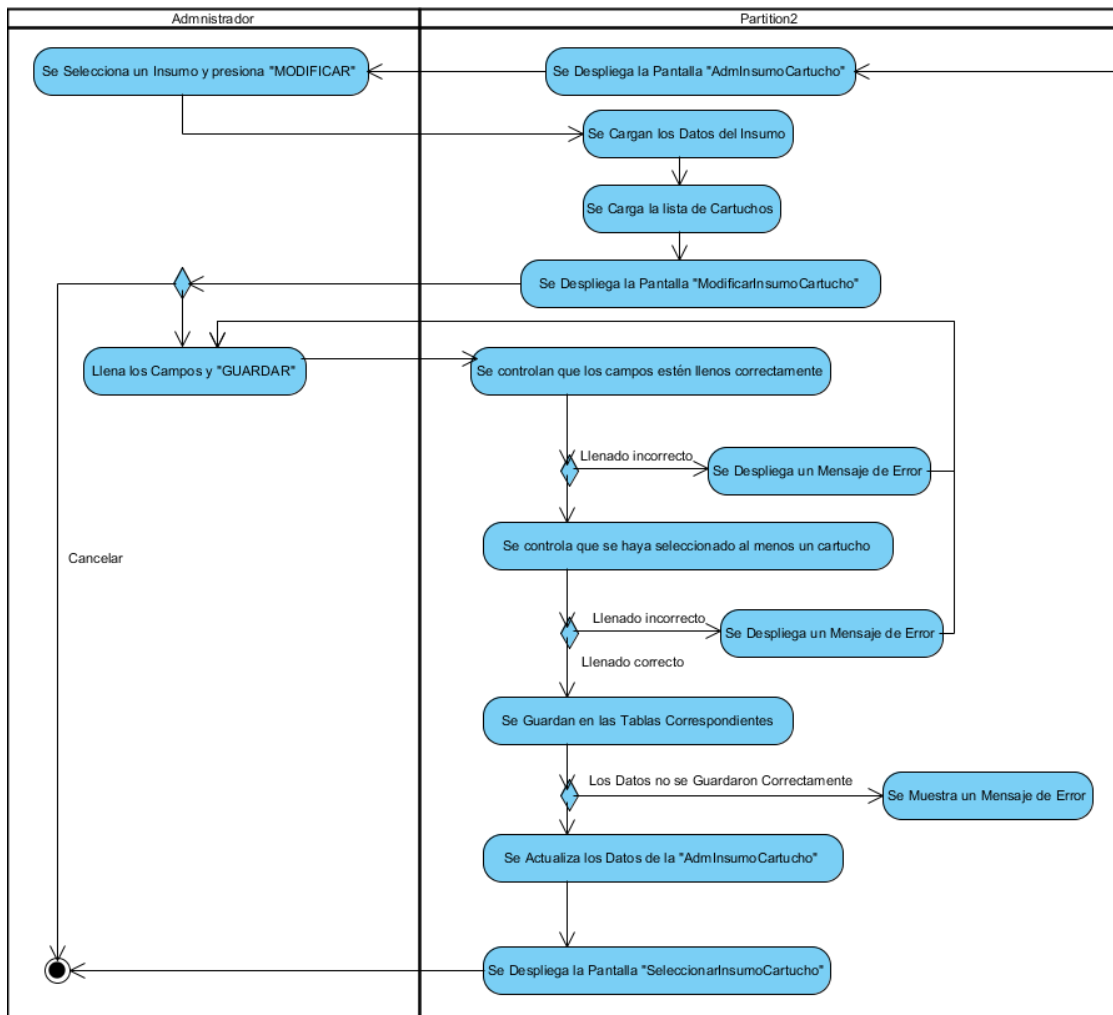 Admnistrador
Partition2
Se Selecciona un Insumo y presiona "MODIFICAR"
Se Despliega la Pantalla "AdmInsumoCartucho"
Se Cargan los Datos del Insumo
Se Carga la lista de Cartuchos
Se Despliega la Pantalla "ModificarInsumoCartucho"
Llena los Campos y "GUARDAR"
Se controlan que los campos estén llenos correctamente
Llenado incorrecto
Se Despliega un Mensaje de Error
Se controla que se haya seleccionado al menos un cartucho
Cancelar
Llenado incorrecto
Se Despliega un Mensaje de Error
Llenado correcto
Se Guardan en las Tablas Correspondientes
Los Datos no se Guardaron Correctamente
Se Muestra un Mensaje de Error
Se Actualiza los Datos de la "AdmInsumoCartucho"
Se Despliega la Pantalla "SeleccionarInsumoCartucho"